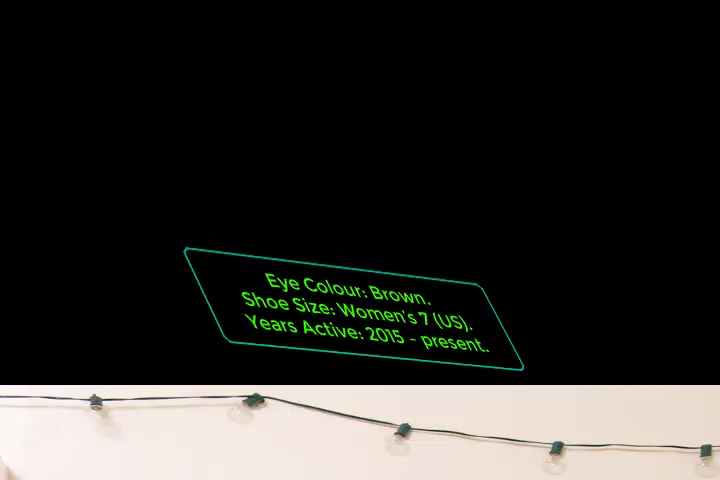 Eye Colour: Brown.
Shoe Size: Women's 7 (US).
Years Active: 2015 - present.